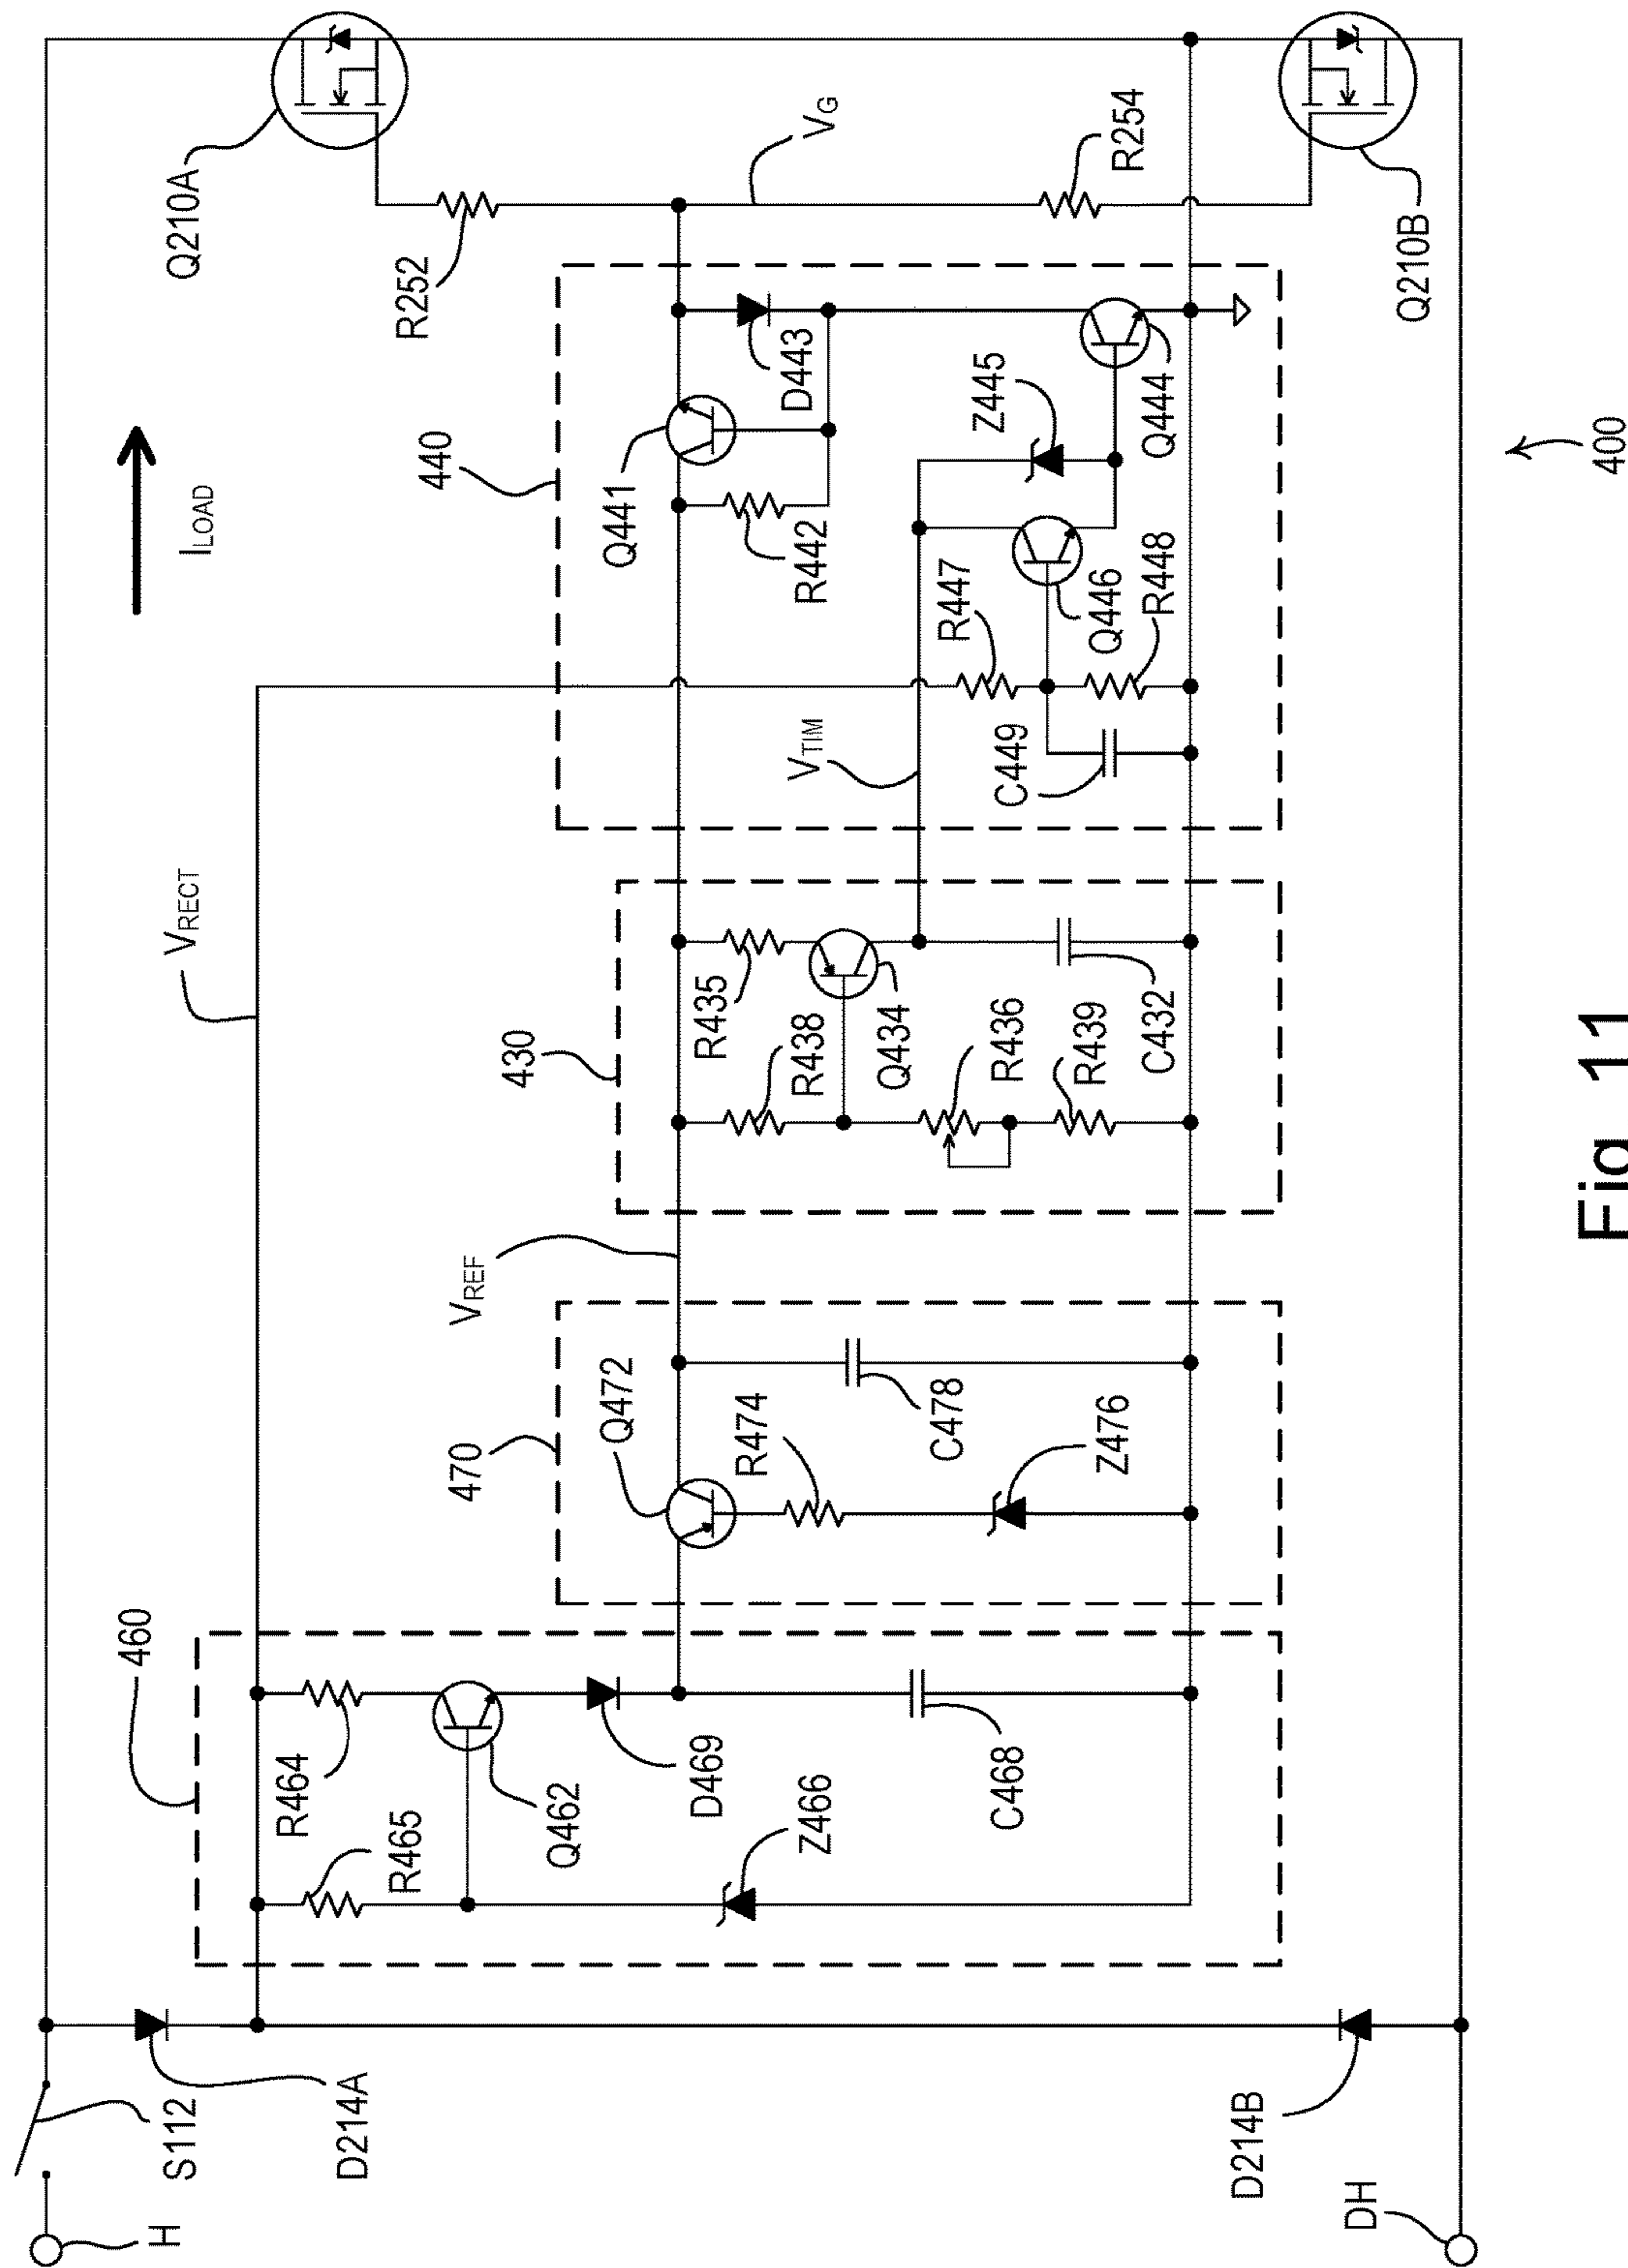 H
S112
D214A
D214B
DH
460
R464
R465
Q462
D469
Z466
C468
470
Q472
R474
C478
Z476
VREF
VRECT
430
R435
R438
Q434
R436
R439
C432
VTIM
440
Q441
R442
D443
Z445
Q444
R447
Q446
R448
C449
ILOAD
Q210A
R252
VG
R254
Q210B
400
Fig. 11